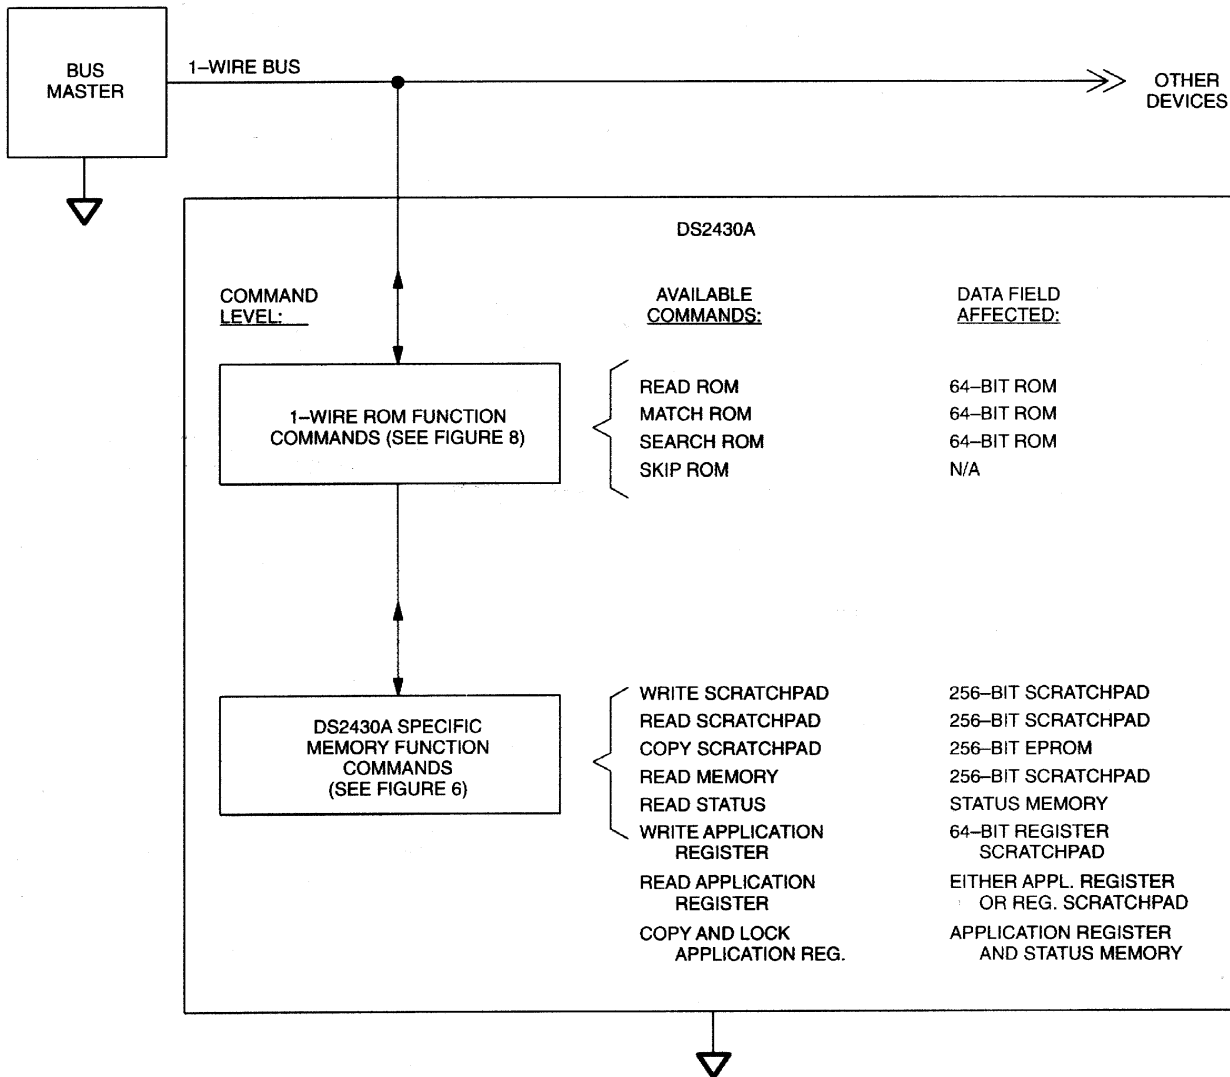 BUS
MASTER
1–WIRE BUS
OTHER
DEVICES
DS2430A
COMMAND
LEVEL:
AVAILABLE
COMMANDS:
DATA FIELD
AFFECTED:
1–WIRE ROM FUNCTION
COMMANDS (SEE FIGURE 8)
READ ROM 64–BIT ROM
MATCH ROM 64–BIT ROM
SEARCH ROM 64–BIT ROM
SKIP ROM N/A
DS2430A SPECIFIC
MEMORY FUNCTION
COMMANDS
(SEE FIGURE 6)
WRITE SCRATCHPAD 256–BIT SCRATCHPAD
READ SCRATCHPAD 256–BIT SCRATCHPAD
COPY SCRATCHPAD 256–BIT EPROM
READ MEMORY 256–BIT SCRATCHPAD
READ STATUS STATUS MEMORY
WRITE APPLICATION 64–BIT REGISTER
REGISTER SCRATCHPAD
READ APPLICATION EITHER APPL. REGISTER
REGISTER OR REG. SCRATCHPAD
COPY AND LOCK APPLICATION REGISTER
APPLICATION REG. AND STATUS MEMORY